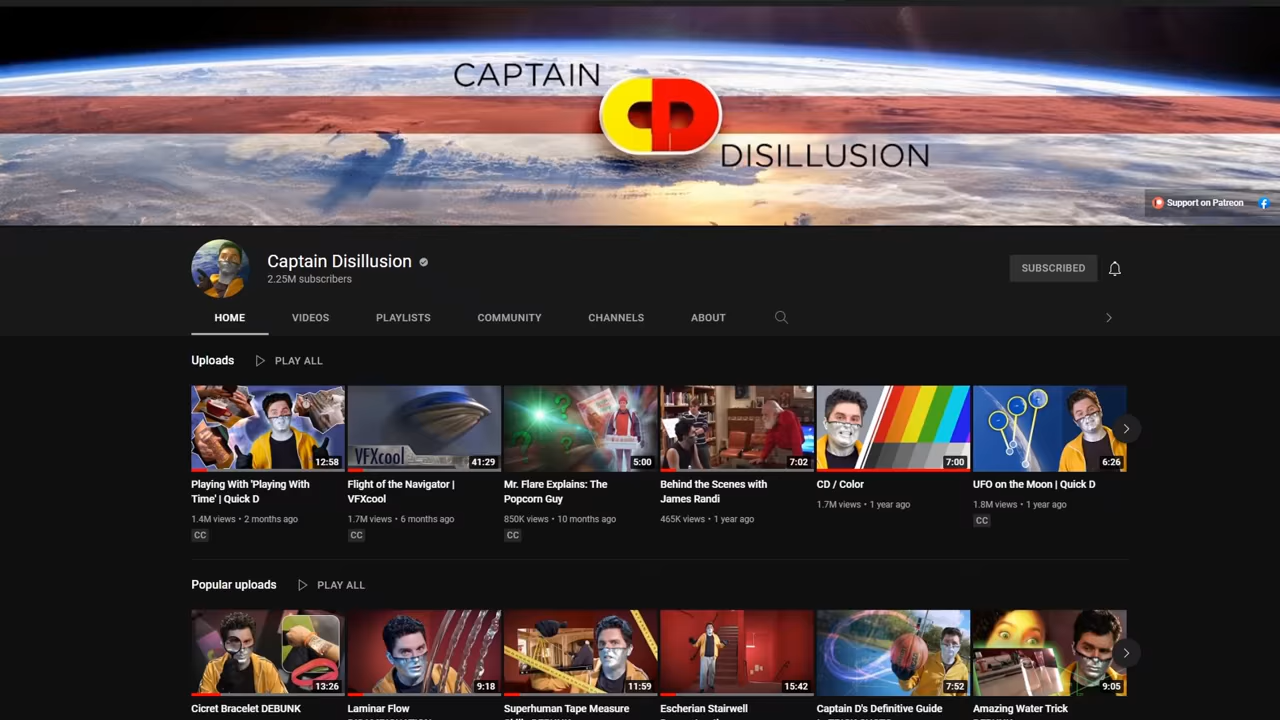 CAPTAIN
CD
DISILLUSION
Support on Patreon
Captain Disillusion
2.25M subscribers
SUBSCRIBED
HOME VIDEOS PLAYLISTS COMMUNITY CHANNELS ABOUT
Uploads PLAY ALL
VFXcool
12:58 41:29 5:00 7:02 7:00 6:26
Playing With 'Playing With Flight of the Navigator | Mr. Flare Explains: The Behind the Scenes with CD / Color UFO on the Moon | Quick D
Time' | Quick D VFXcool Popcorn Guy James Randi
1.7M views • 1 year ago 1.8M views • 1 year ago
1.4M views • 2 months ago 1.7M views • 6 months ago 850K views • 10 months ago 465K views • 1 year ago
CC
CC CC CC
Popular uploads PLAY ALL
13:26 9:18 11:59 15:42 7:52 9:05
Cicret Bracelet DEBUNK Laminar Flow Superhuman Tape Measure Escherian Stairwell Captain D's Definitive Guide Amazing Water Trick